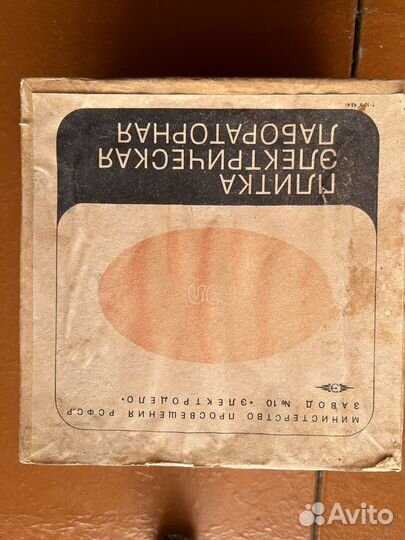 МИНИСТЕРСТВО ПРОСВЕЩЕНИЯ РСФСР
ЗАВОД №10 «ЭЛЕКТРОДЕЛО»
Э
ПЛИТКА
ЭЛЕКТРИЧЕСКАЯ
ЛАБОРАТОРНАЯ
Avito